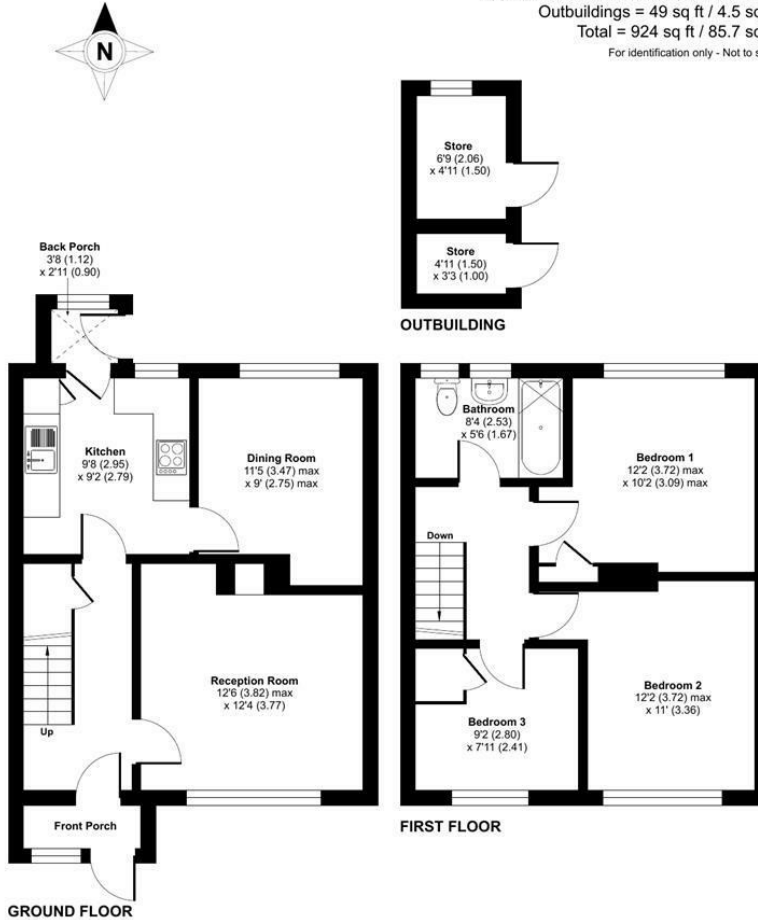 Outbuildings = 49 sq ft / 4.5 sq
Total = 924 sq ft / 85.7 sq
For identification only - Not to
N
Store
6'9 (2.06)
x 4'11 (1.50)
Store
4'11 (1.50)
x 3'3 (1.00)
OUTBUILDING
Back Porch
3'8 (1.12)
x 2'11 (0.90)
Kitchen
9'8 (2.95)
x 9'2 (2.79)
Dining Room
11'5 (3.47) max
x 9' (2.75) max
Reception Room
12'6 (3.82) max
x 12'4 (3.77)
Up
Front Porch
GROUND FLOOR
Bathroom
8'4 (2.53)
x 5'6 (1.67)
Bedroom 1
12'2 (3.72) max
x 10'2 (3.09) max
Down
Bedroom 2
12'2 (3.72) max
x 11' (3.36)
Bedroom 3
9'2 (2.80)
x 7'11 (2.41)
FIRST FLOOR